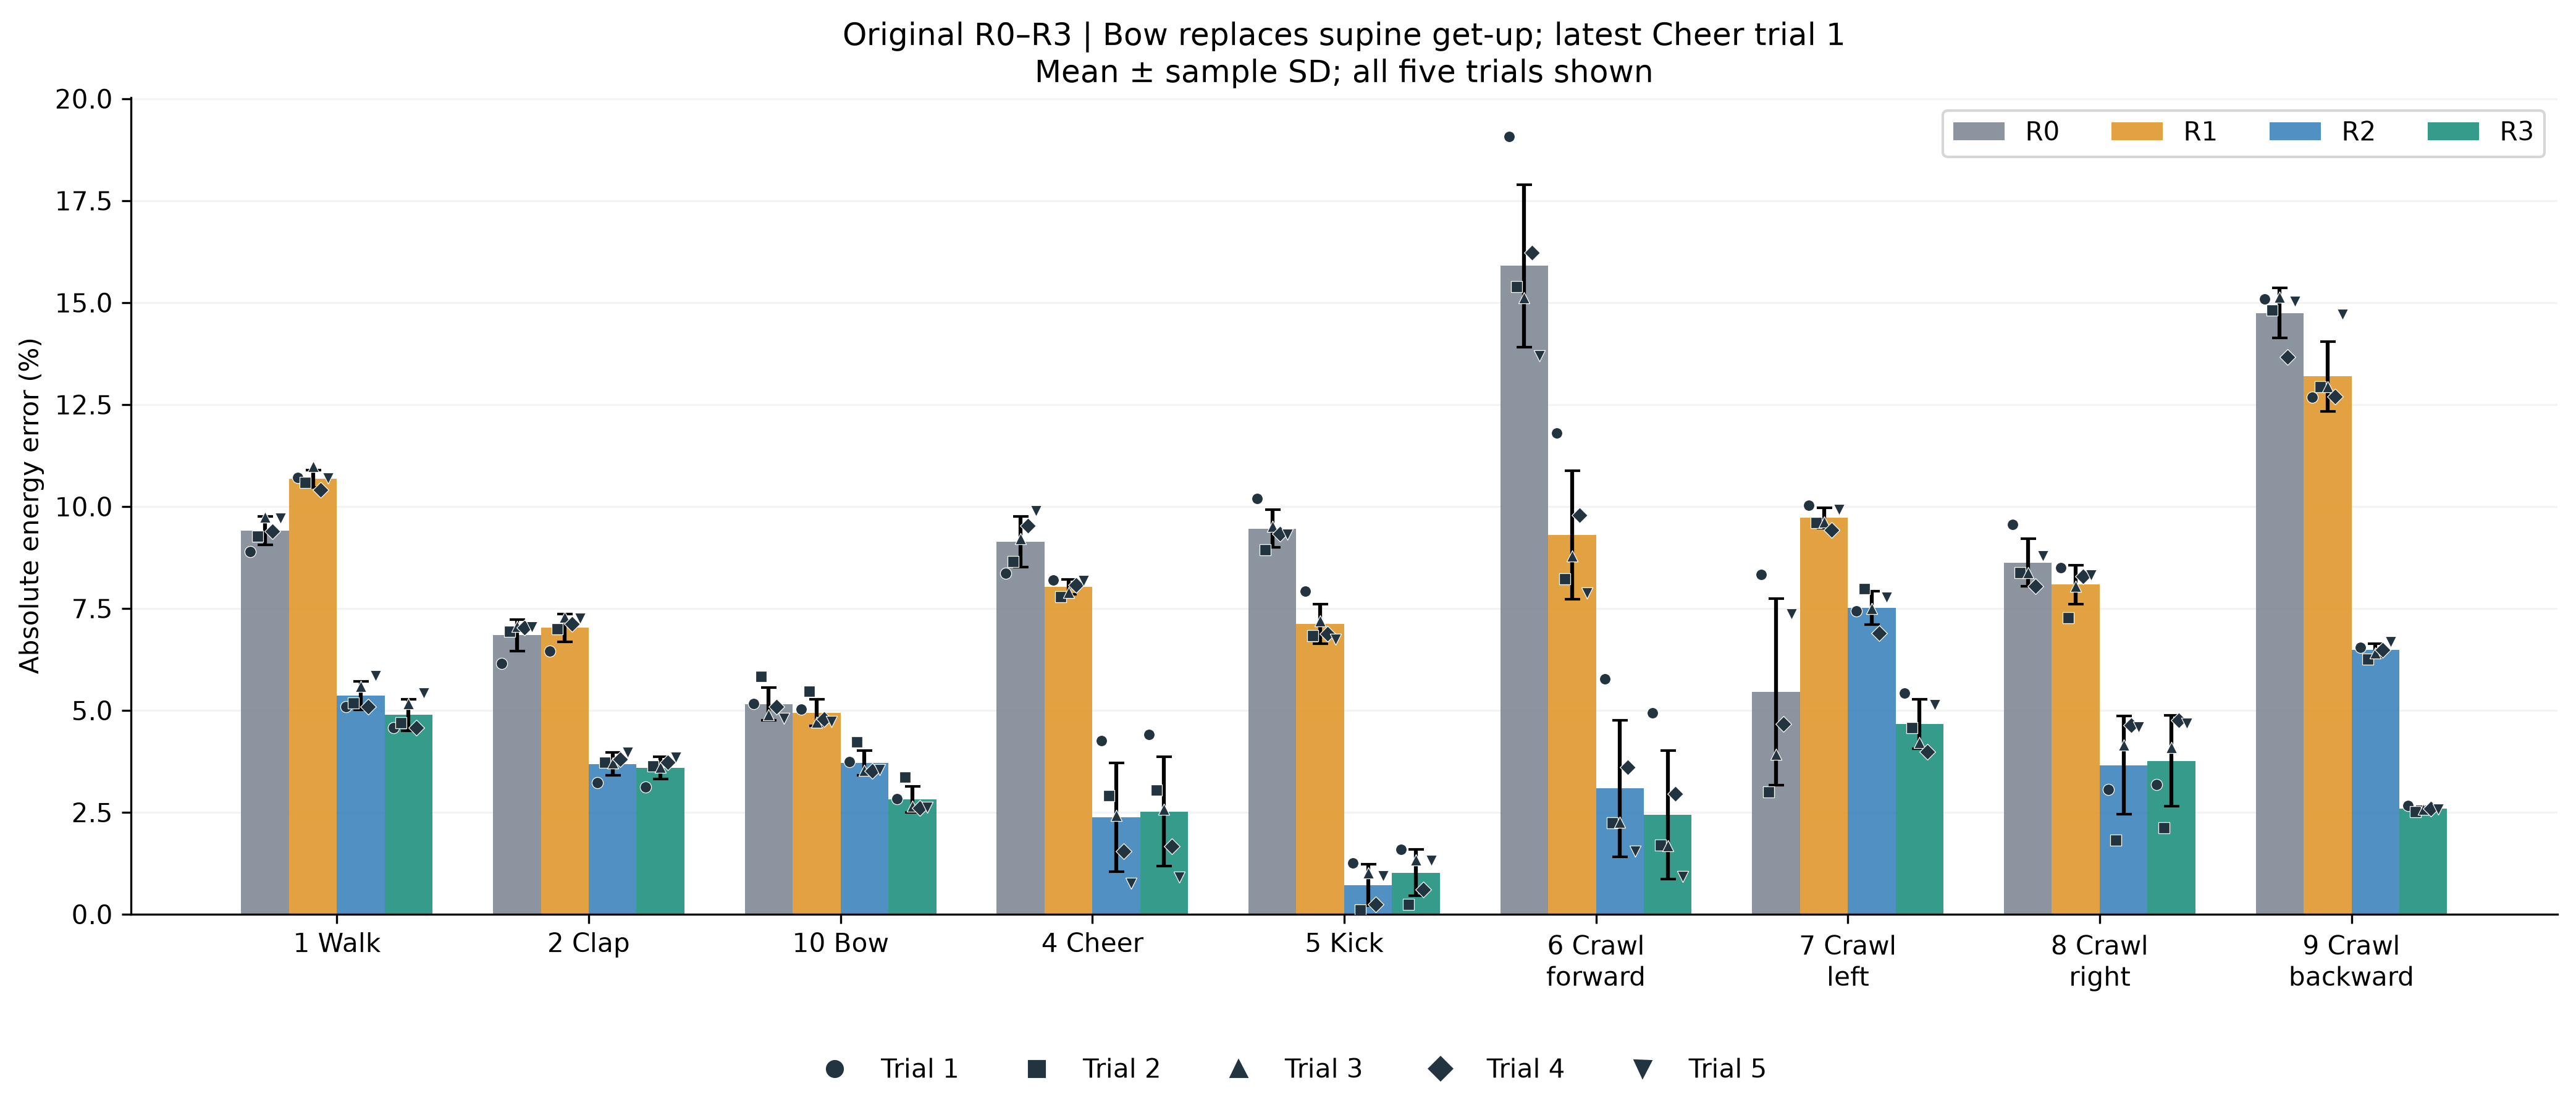 Original R0–R3 | Bow replaces supine get-up; latest Cheer trial 1
Mean ± sample SD; all five trials shown
R0 R1 R2 R3
Absolute energy error (%)
20.0
17.5
15.0
12.5
10.0
7.5
5.0
2.5
0.0
1 Walk
2 Clap
10 Bow
4 Cheer
5 Kick
6 Crawl
forward
7 Crawl
left
8 Crawl
right
9 Crawl
backward
Trial 1 Trial 2 Trial 3 Trial 4 Trial 5